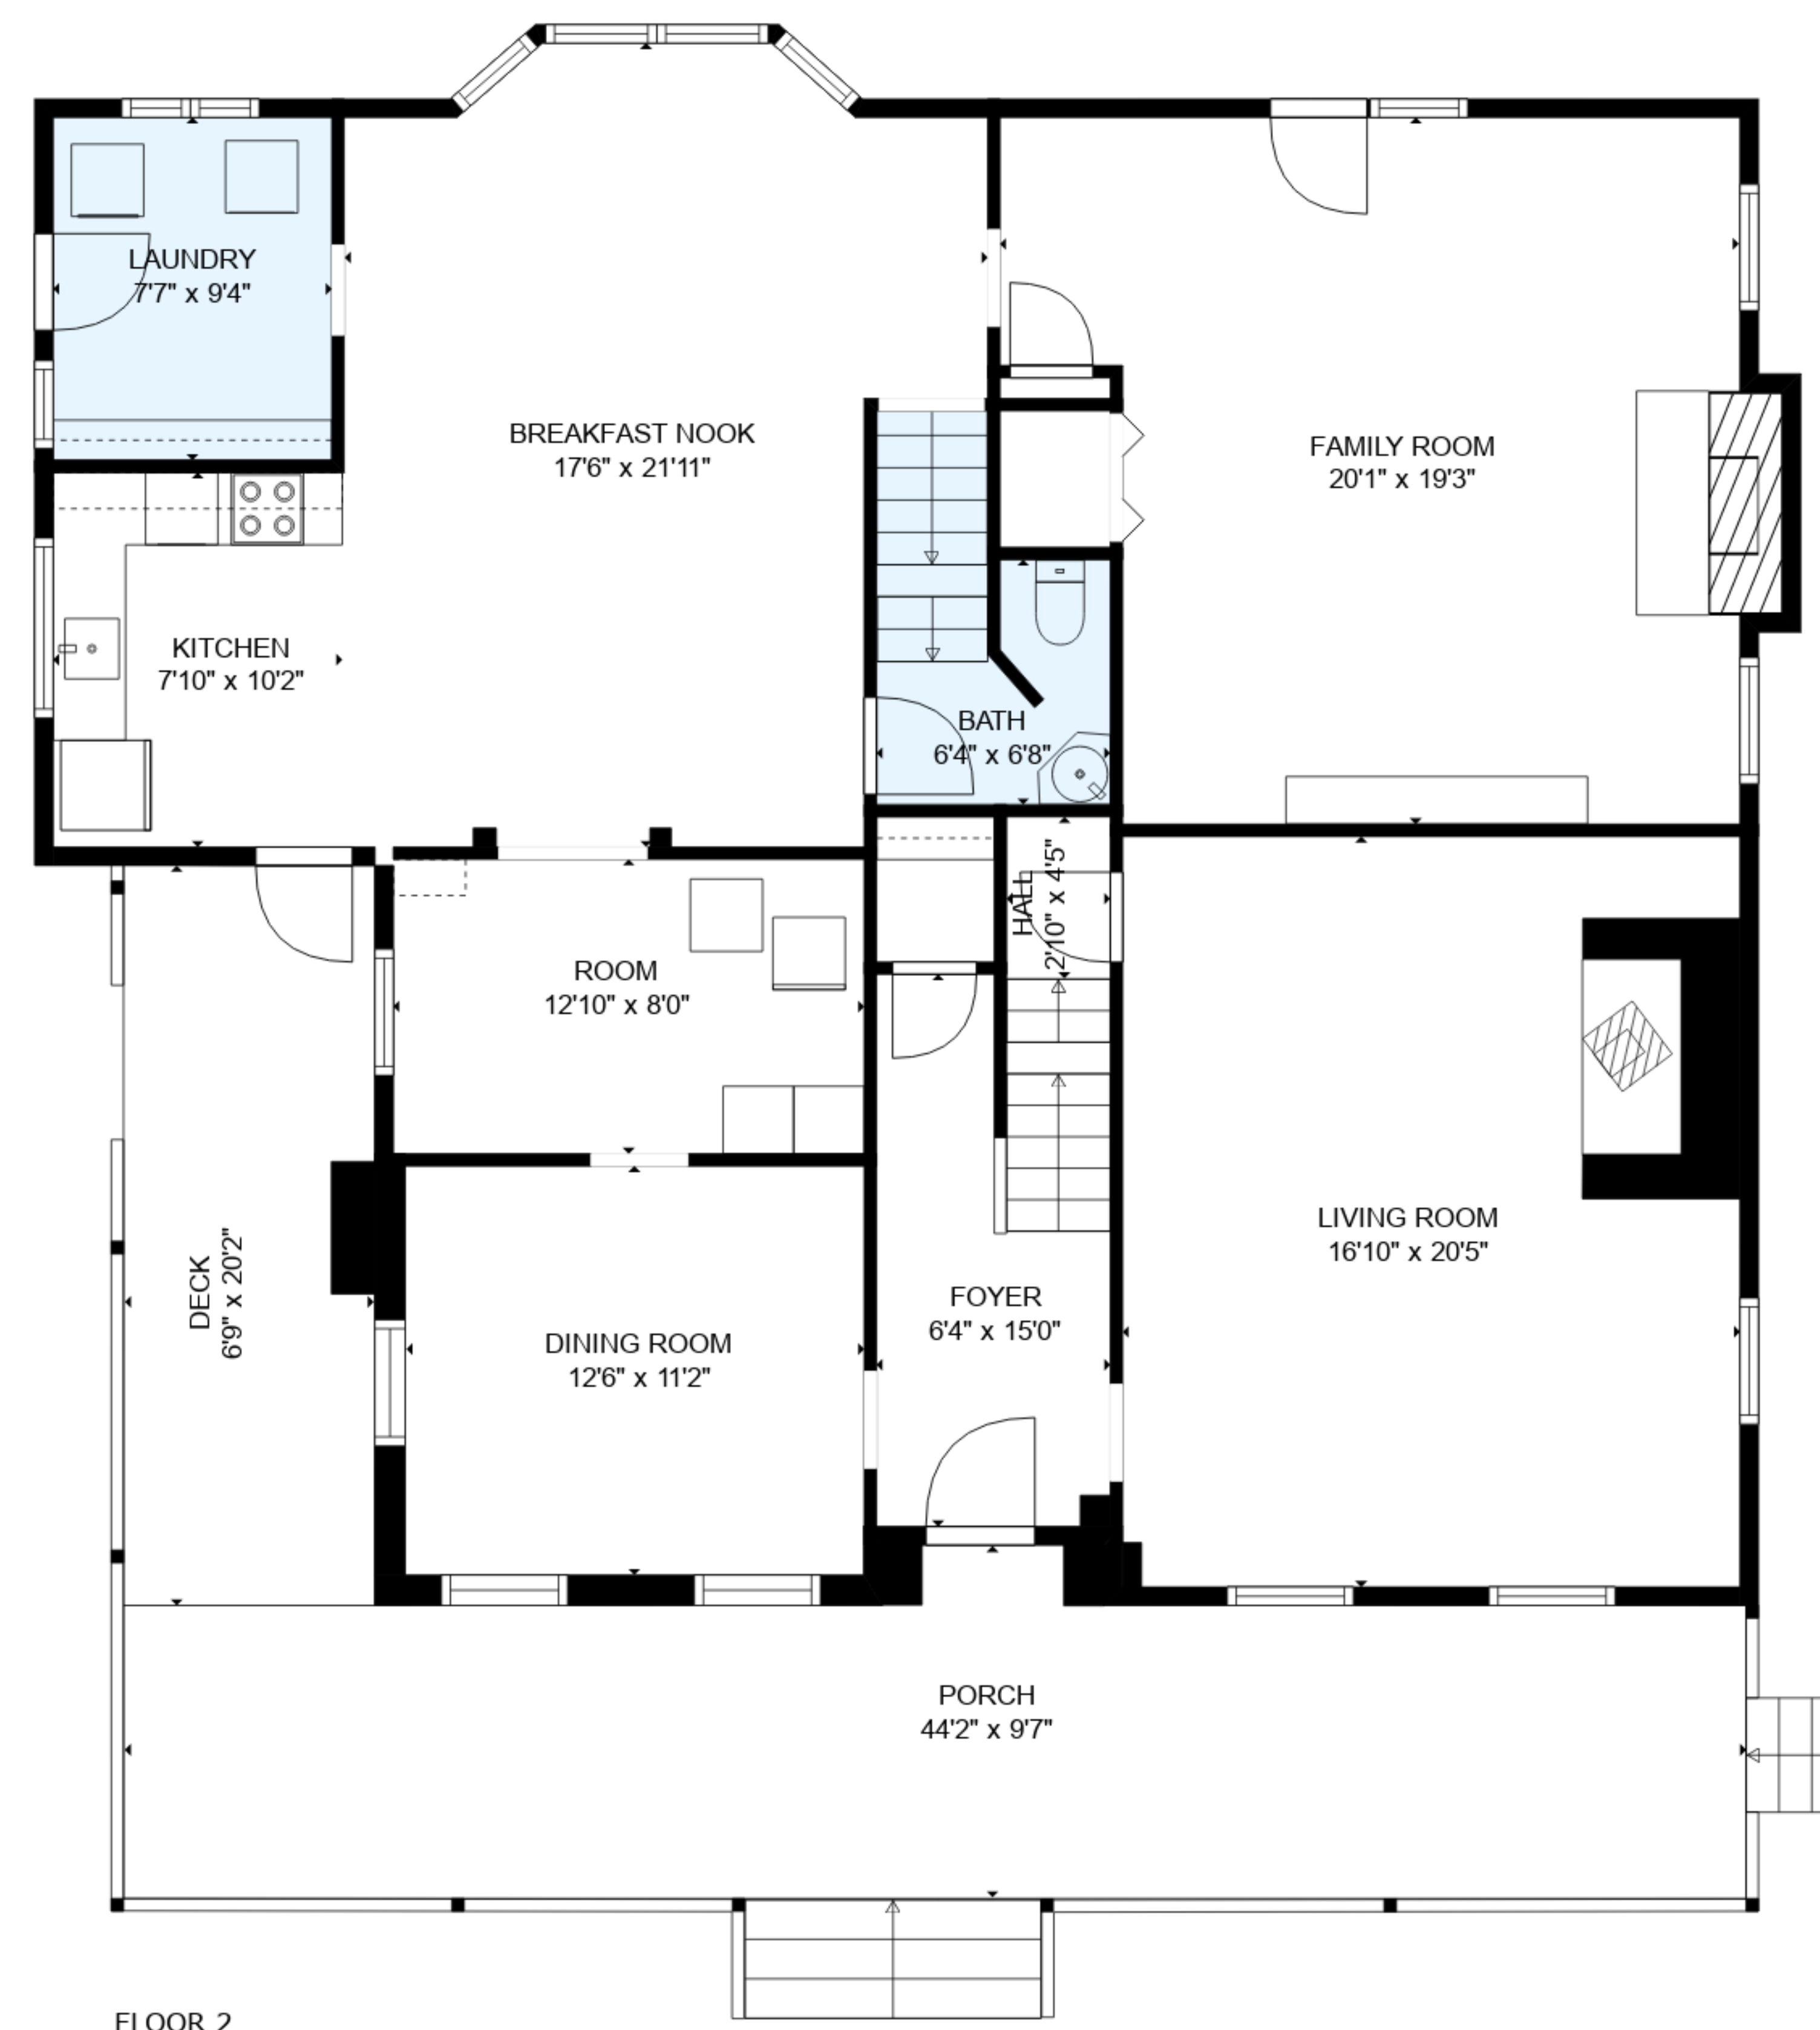 LAUNDRY
7'7" x 9'4"
BREAKFAST NOOK
17'6" x 21'11"
FAMILY ROOM
20'1" x 19'3"
KITCHEN
7'10" x 10'2"
BATH
6'4" x 6'8"
HALL
2'10" x 4'5"
ROOM
12'10" x 8'0"
LIVING ROOM
16'10" x 20'5"
DECK
6'9" x 20'2"
FOYER
6'4" x 15'0"
DINING ROOM
12'6" x 11'2"
PORCH
44'2" x 9'7"
FLOOR 2